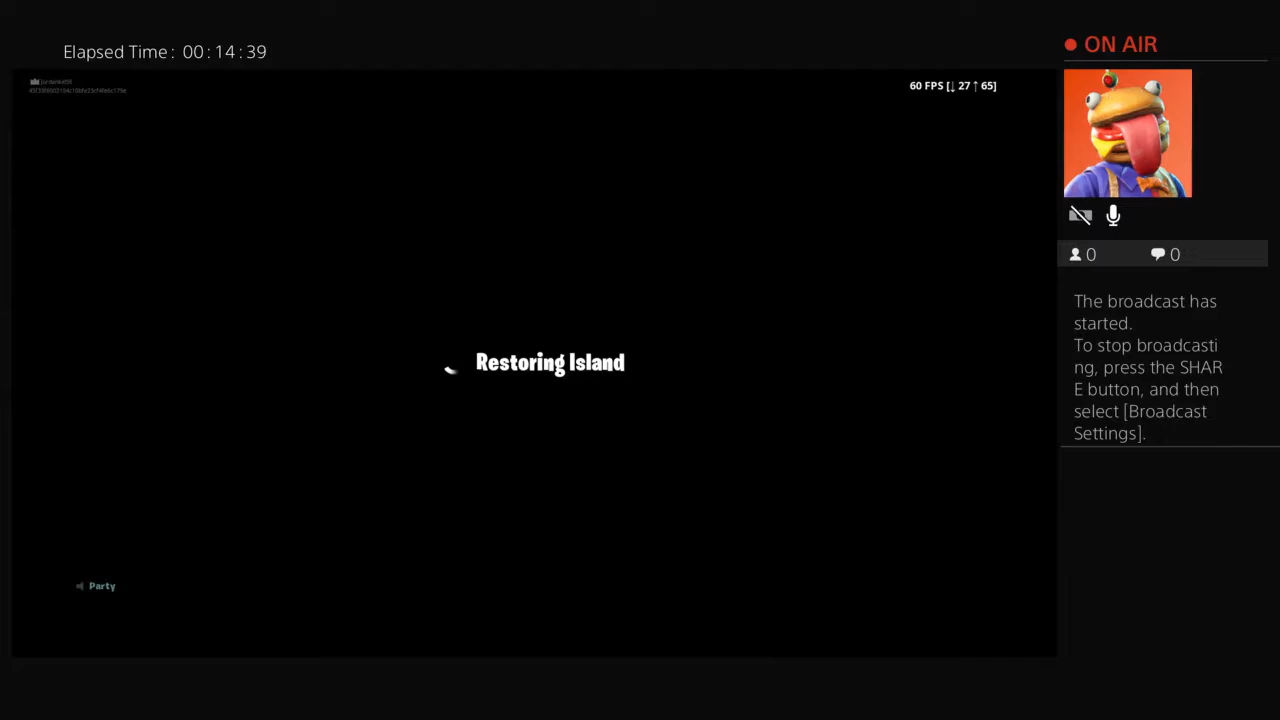 Elapsed Time: 00:14:39
ON AIR
60 FPS [↓ 27 ↑ 65]
0
0
The broadcast has
started.
To stop broadcasti
ng, press the SHAR
E button, and then
select [Broadcast
Settings].
Restoring Island
Party